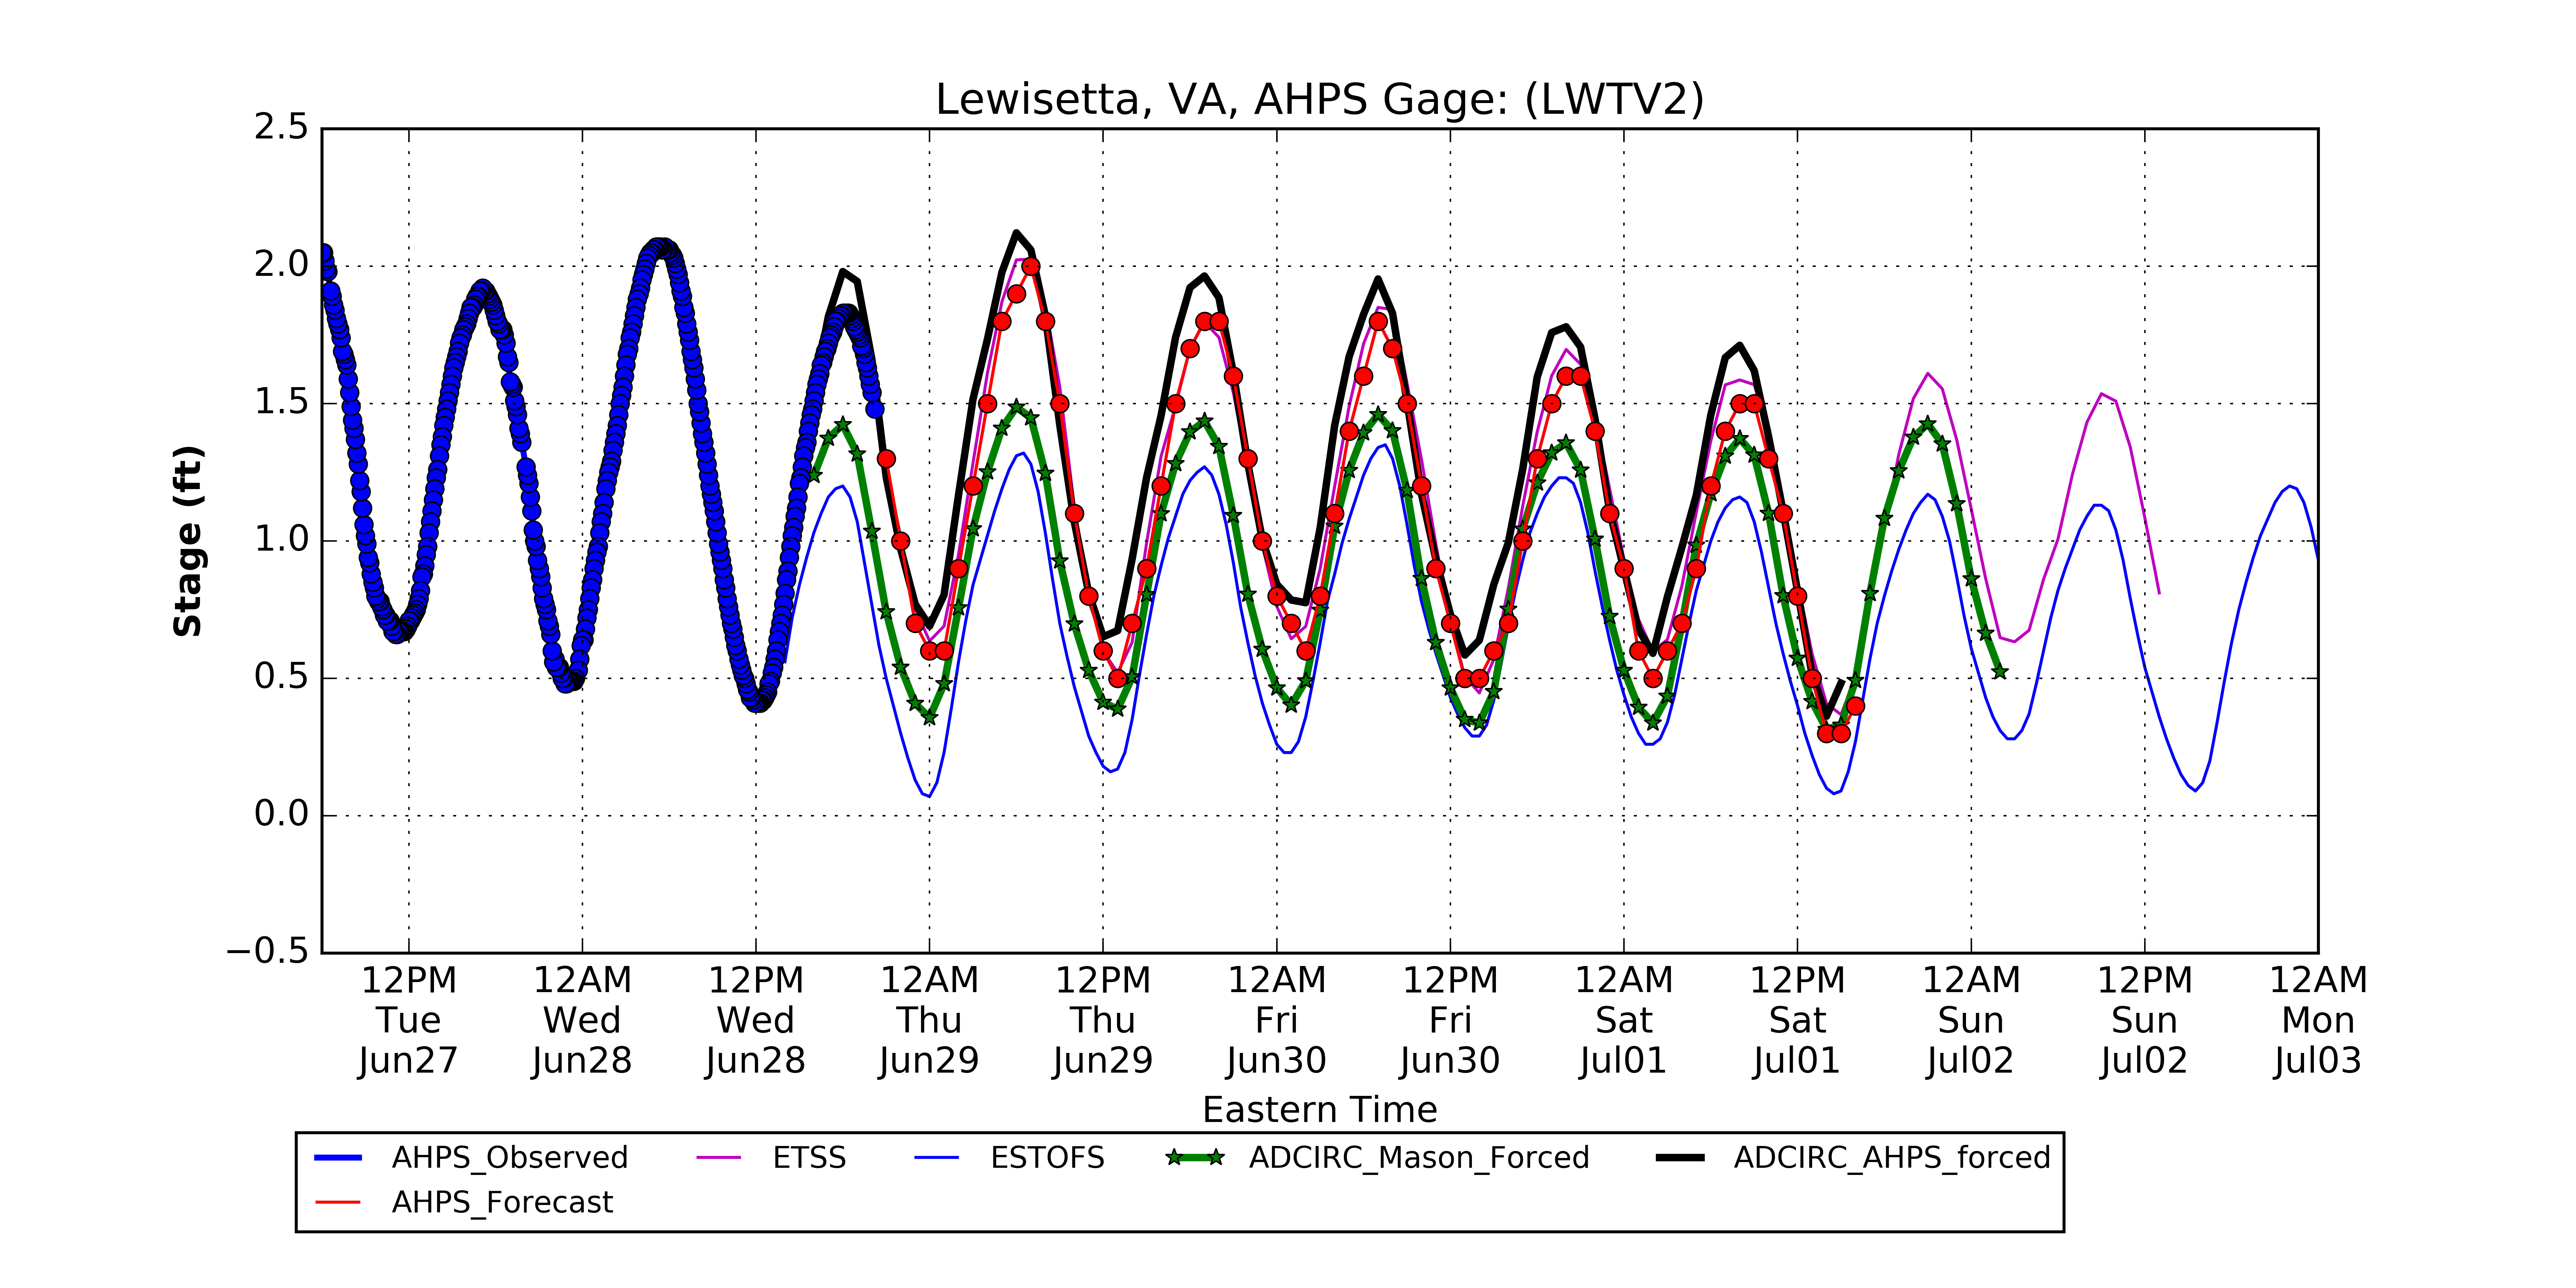 Lewisetta, VA, AHPS Gage: (LWTV2)
2.5
2.0
1.5
1.0
0.5
0.0
−0.5
Stage (ft)
12PM 12AM 12PM 12AM 12PM 12AM 12PM 12AM 12PM 12AM 12PM 12AM
Tue Wed Wed Thu Thu Fri Fri Sat Sat Sun Sun Mon
Jun27 Jun28 Jun28 Jun29 Jun29 Jun30 Jun30 Jul01 Jul01 Jul02 Jul02 Jul03
Eastern Time
AHPS_Observed ETSS ESTOFS ADCIRC_Mason_Forced ADCIRC_AHPS_forced
AHPS_Forecast